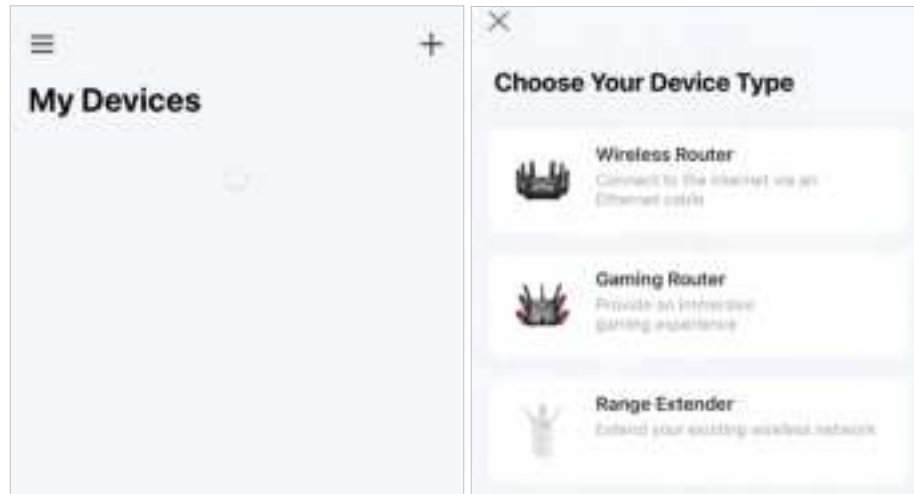 My Devices
Choose Your Device Type
Wireless Router
Connect to the internet via an
Ethernet cable
Gaming Router
Provide an immersive
gaming experience
Range Extender
Extend your existing wireless network